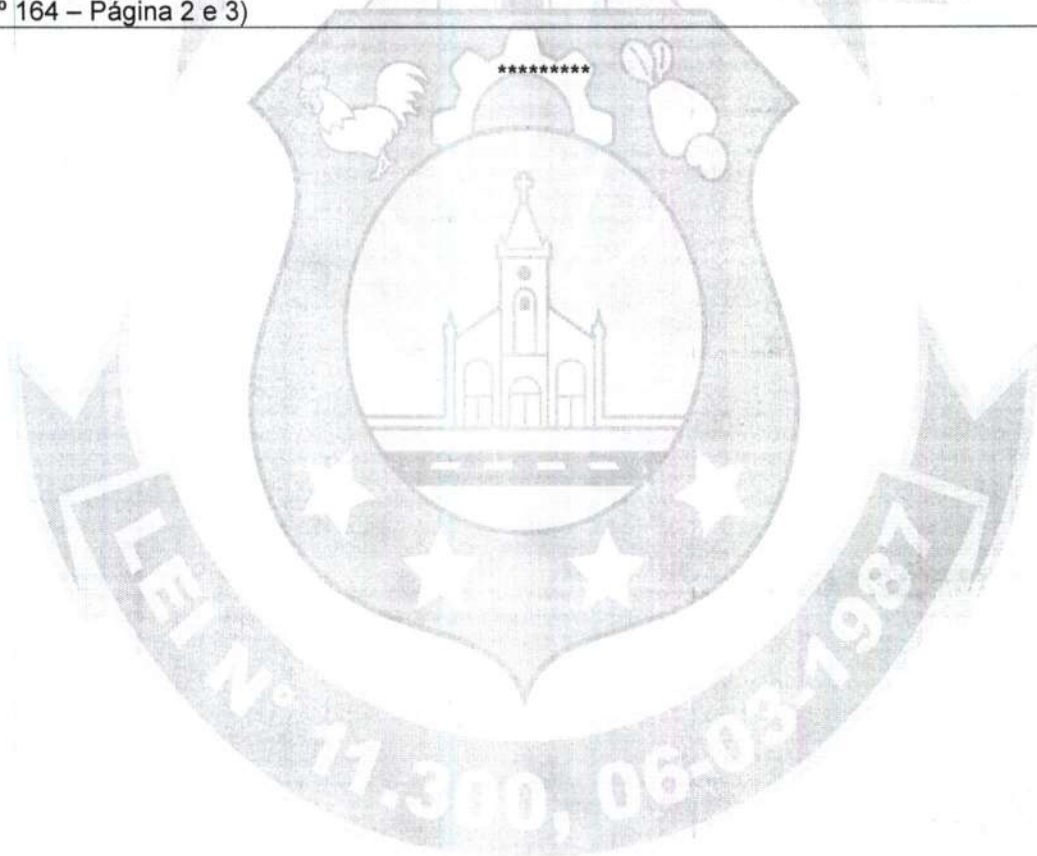 º 164 – Página 2 e 3)
*********
LEI Nº 11.300, 06-03-1987